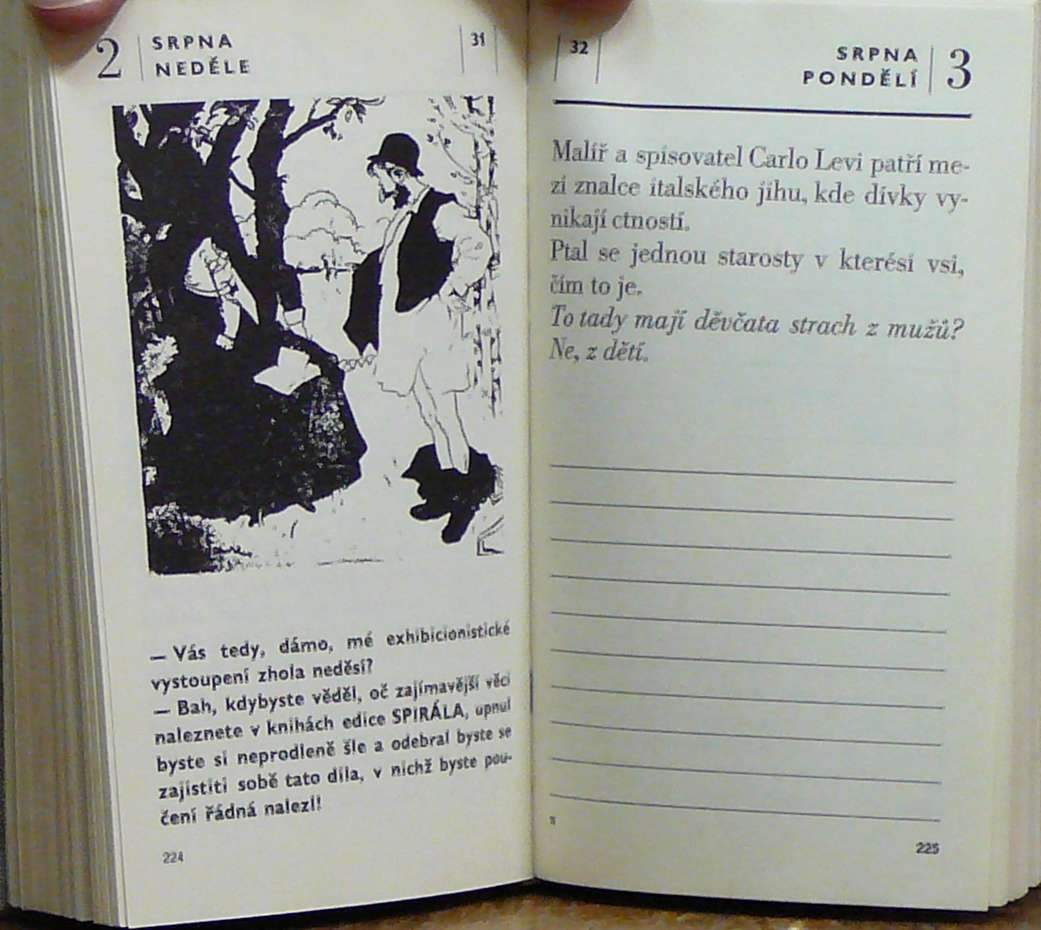 2
SRPNA
NEDĚLE
31
— Vás tedy, dámo, mé exhibicionistické
vystoupení zhola neděsí?
— Bah, kdybyste věděl, oč zajímavější věci
naleznete v knihách edice SPIRÁLA, upnul
byste si neprodleně šle a odebral byste se
zajistiti sobě tato díla, v nichž byste pou-
čení řádná nalezl!
224
32
SRPNA
PONDĚLÍ
3
Malíř a spisovatel Carlo Levi patří me-
zi znalce italského jihu, kde dívky vy-
nikají ctností.
Ptal se jednou starosty v kterési vsi,
čím to je.
To tady mají děvčata strach z mužů?
Ne, z dětí.
225